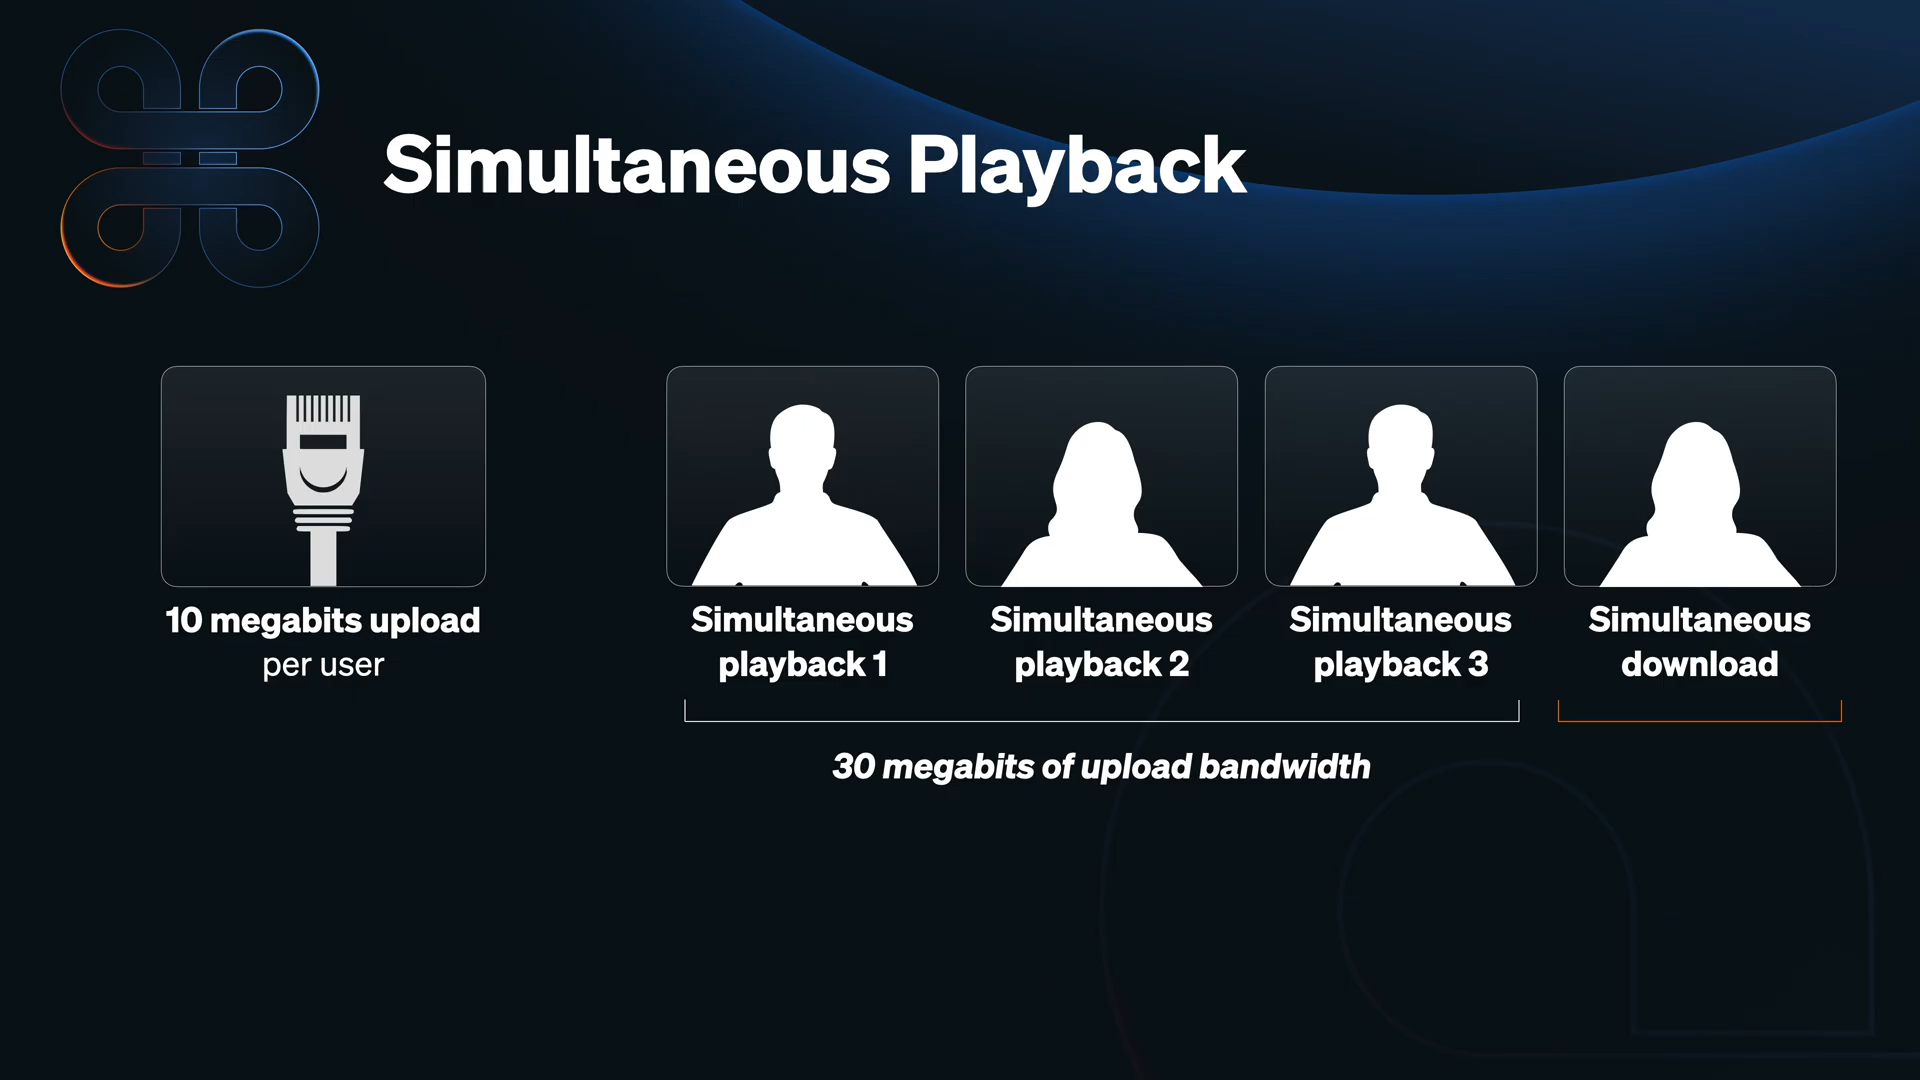 Simultaneous Playback
10 megabits upload
per user
Simultaneous
playback 1
Simultaneous
playback 2
Simultaneous
playback 3
Simultaneous
download
30 megabits of upload bandwidth